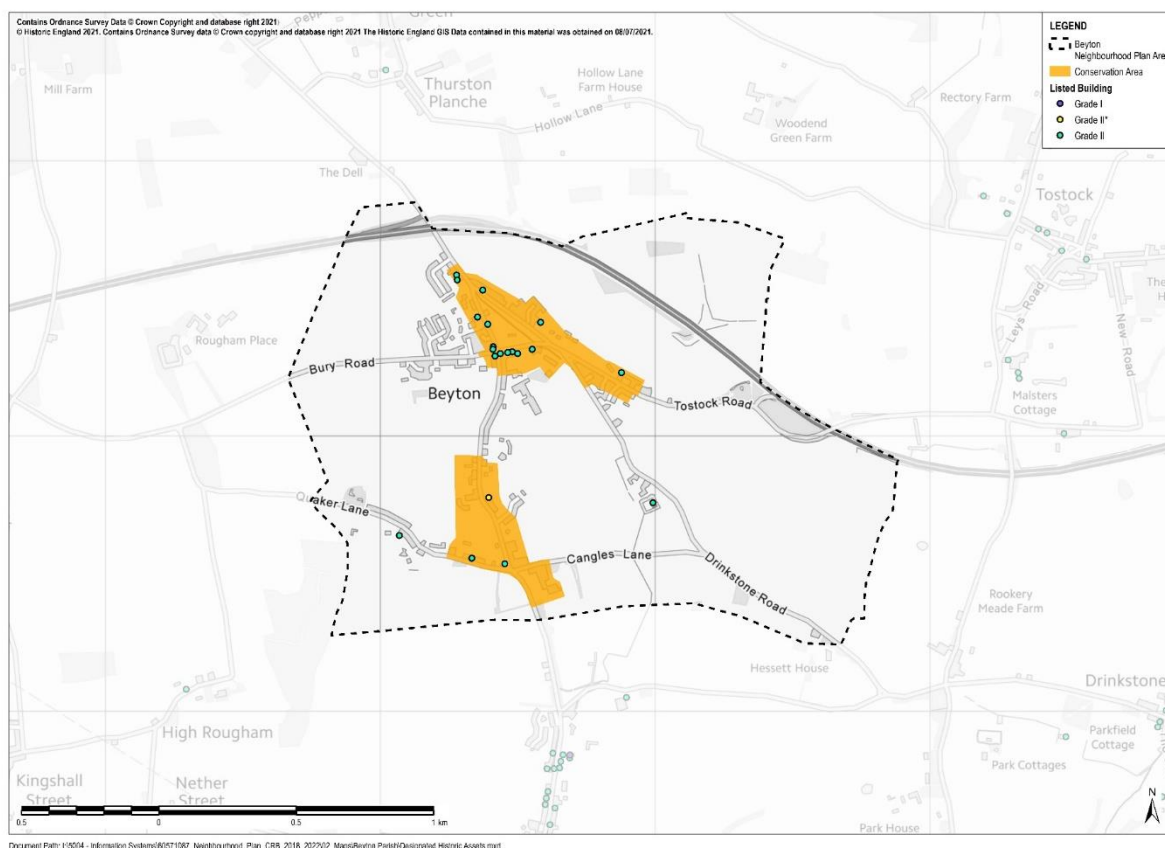 Contains Ordnance Survey Data © Crown Copyright and database right 2021
© Historic England 2021. Contains Ordnance Survey data © Crown copyright and database right 2021 The Historic England GIS Data contained in this material was obtained on 08/07/2021.
LEGEND
Beyton
Neighbourhood Plan Area
Conservation Area
Listed Building
Grade I
Grade II*
Grade II
Green
Mill Farm
Thurston
Planche
Hollow Lane
Farm House
Hollow Lane
Woodend
Green Farm
Rectory Farm
The Dell
Tostock
Leys Road
New Road
Rougham Place
Bury Road
Beyton
Tostock Road
Malsters
Cottage
Quaker Lane
Cangles Lane
Drinkstone Road
Rookery
Meade Farm
Hessett House
Drinkstone
High Rougham
Parkfield
Cottage
Park Cottages
Kingshall
Street
Nether
Street
Park House
0.5
0
0.5
1 km
N